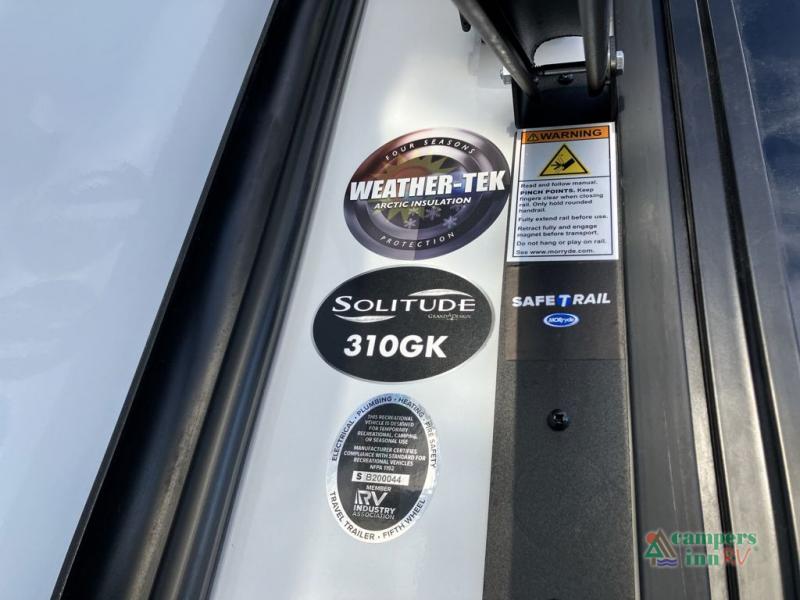 FOUR SEASONS
WEATHER-TEK
ARCTIC INSULATION
PROTECTION
WARNING
Read and follow manual.
PINCH POINTS. Keep
fingers clear when closing
rail. Only hold rounded
handrail.
Fully extend rail before use.
Retract fully and engage
magnet before transport.
Do not hang or play on rail.
See www.morryde.com.
SAFE T RAIL
MORryde
SOLITUDE
GRAND DESIGN
310GK
ELECTRICAL • PLUMBING • HEATING • FIRE SAFETY
THIS RECREATIONAL
VEHICLE IS DESIGNED
FOR TEMPORARY
RECREATIONAL, CAMPING,
OR SEASONAL USE
MANUFACTURER CERTIFIES
COMPLIANCE WITH STANDARD FOR
RECREATIONAL VEHICLES
NFPA 1192
S B200044
MEMBER
RV
INDUSTRY
ASSOCIATION
TRAVEL TRAILER • FIFTH WHEEL
campers
inn RV